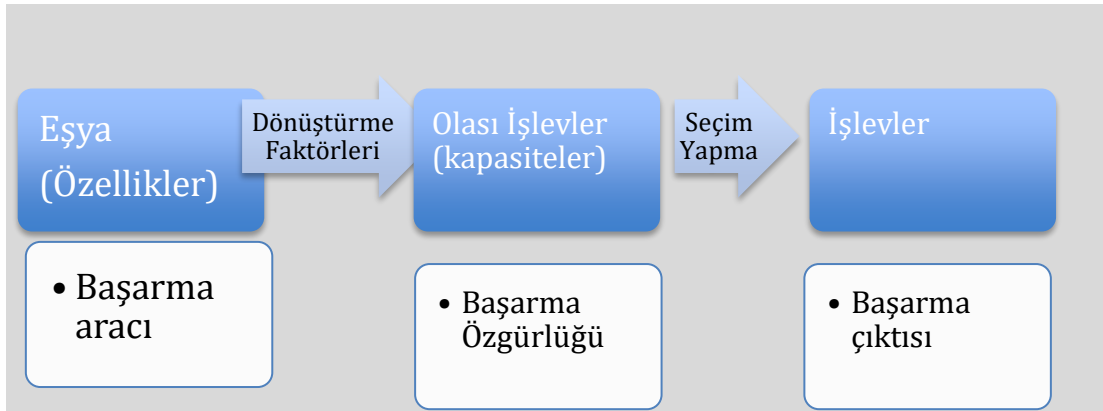 Eşya
(Özellikler)
Dönüştürme
Faktörleri
Olası İşlevler
(kapasiteler)
Seçim
Yapma
İşlevler
• Başarma
aracı
• Başarma
Özgürlüğü
• Başarma
çıktısı